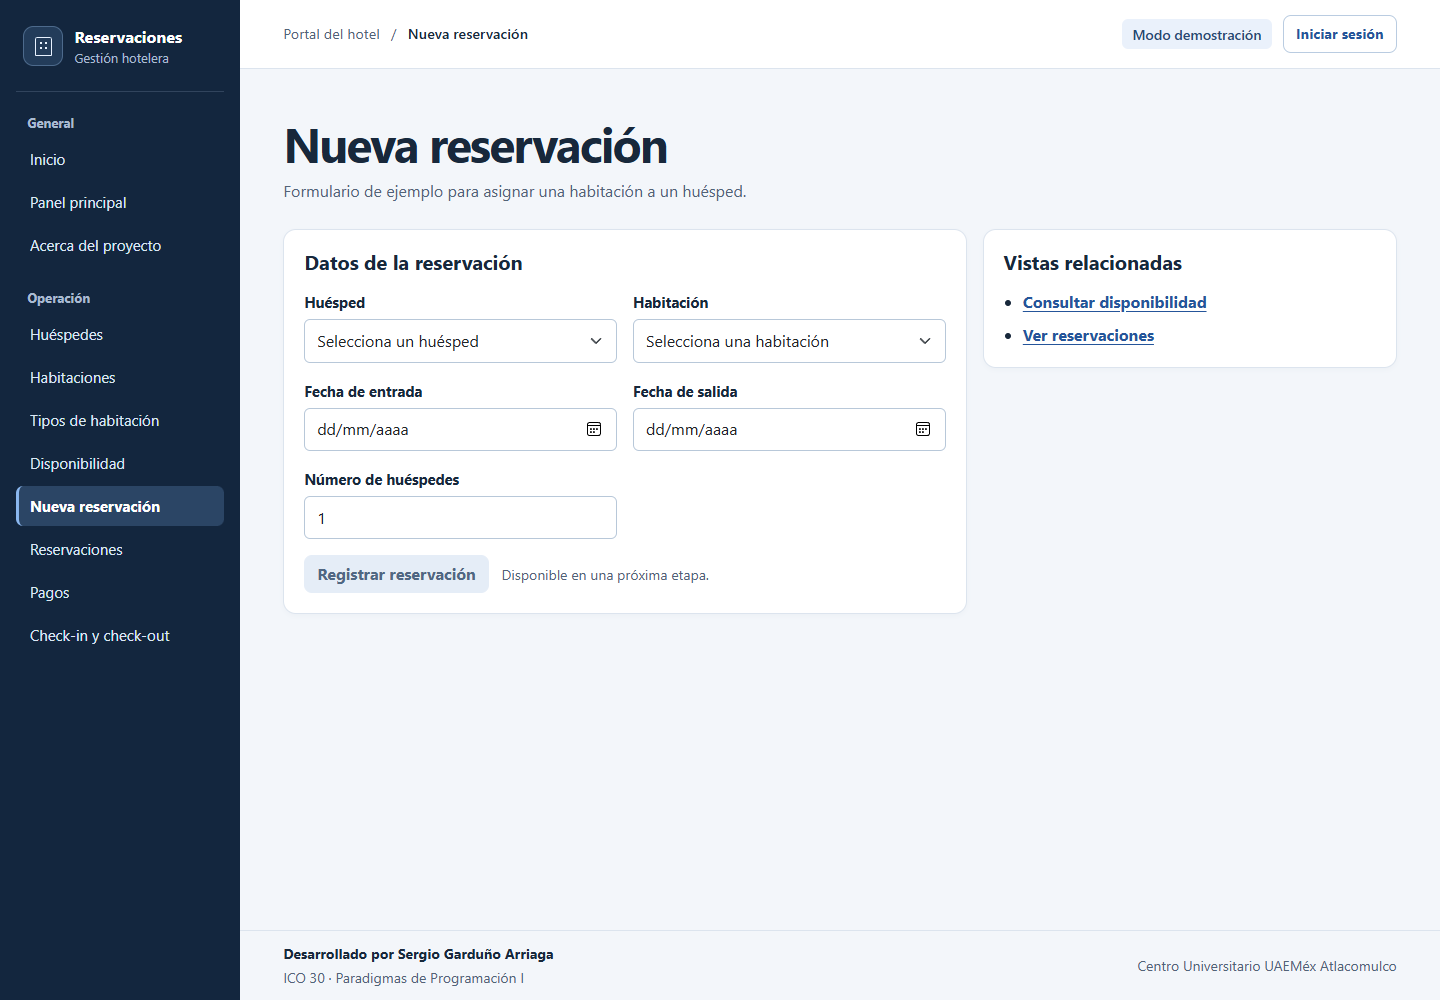 Reservaciones
Gestión hotelera
General
Inicio
Panel principal
Acerca del proyecto
Operación
Huéspedes
Habitaciones
Tipos de habitación
Disponibilidad
Nueva reservación
Reservaciones
Pagos
Check-in y check-out
Portal del hotel / Nueva reservación
Modo demostración
Iniciar sesión
Nueva reservación
Formulario de ejemplo para asignar una habitación a un huésped.
Datos de la reservación
Huésped
Selecciona un huésped
Habitación
Selecciona una habitación
Fecha de entrada
dd/mm/aaaa
Fecha de salida
dd/mm/aaaa
Número de huéspedes
1
Registrar reservación
Disponible en una próxima etapa.
Vistas relacionadas
Consultar disponibilidad
Ver reservaciones
Desarrollado por Sergio Garduño Arriaga
ICO 30 · Paradigmas de Programación I
Centro Universitario UAEMéx Atlacomulco